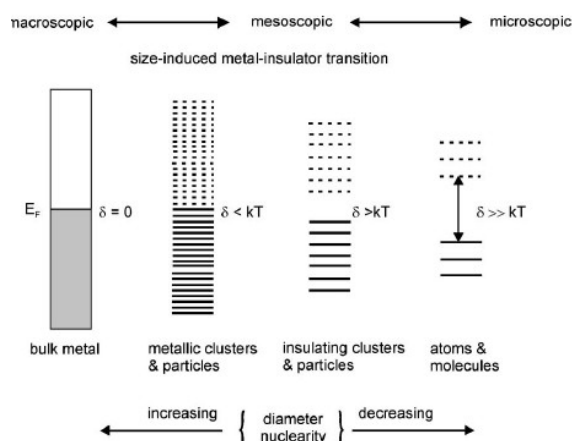 nacroscopic mesoscopic microscopic
size-induced metal-insulator transition
E_F δ = 0 δ < kT δ >kT δ >> kT
bulk metal metallic clusters & particles insulating clusters & particles atoms & molecules
increasing { diameter nuclearity } decreasing